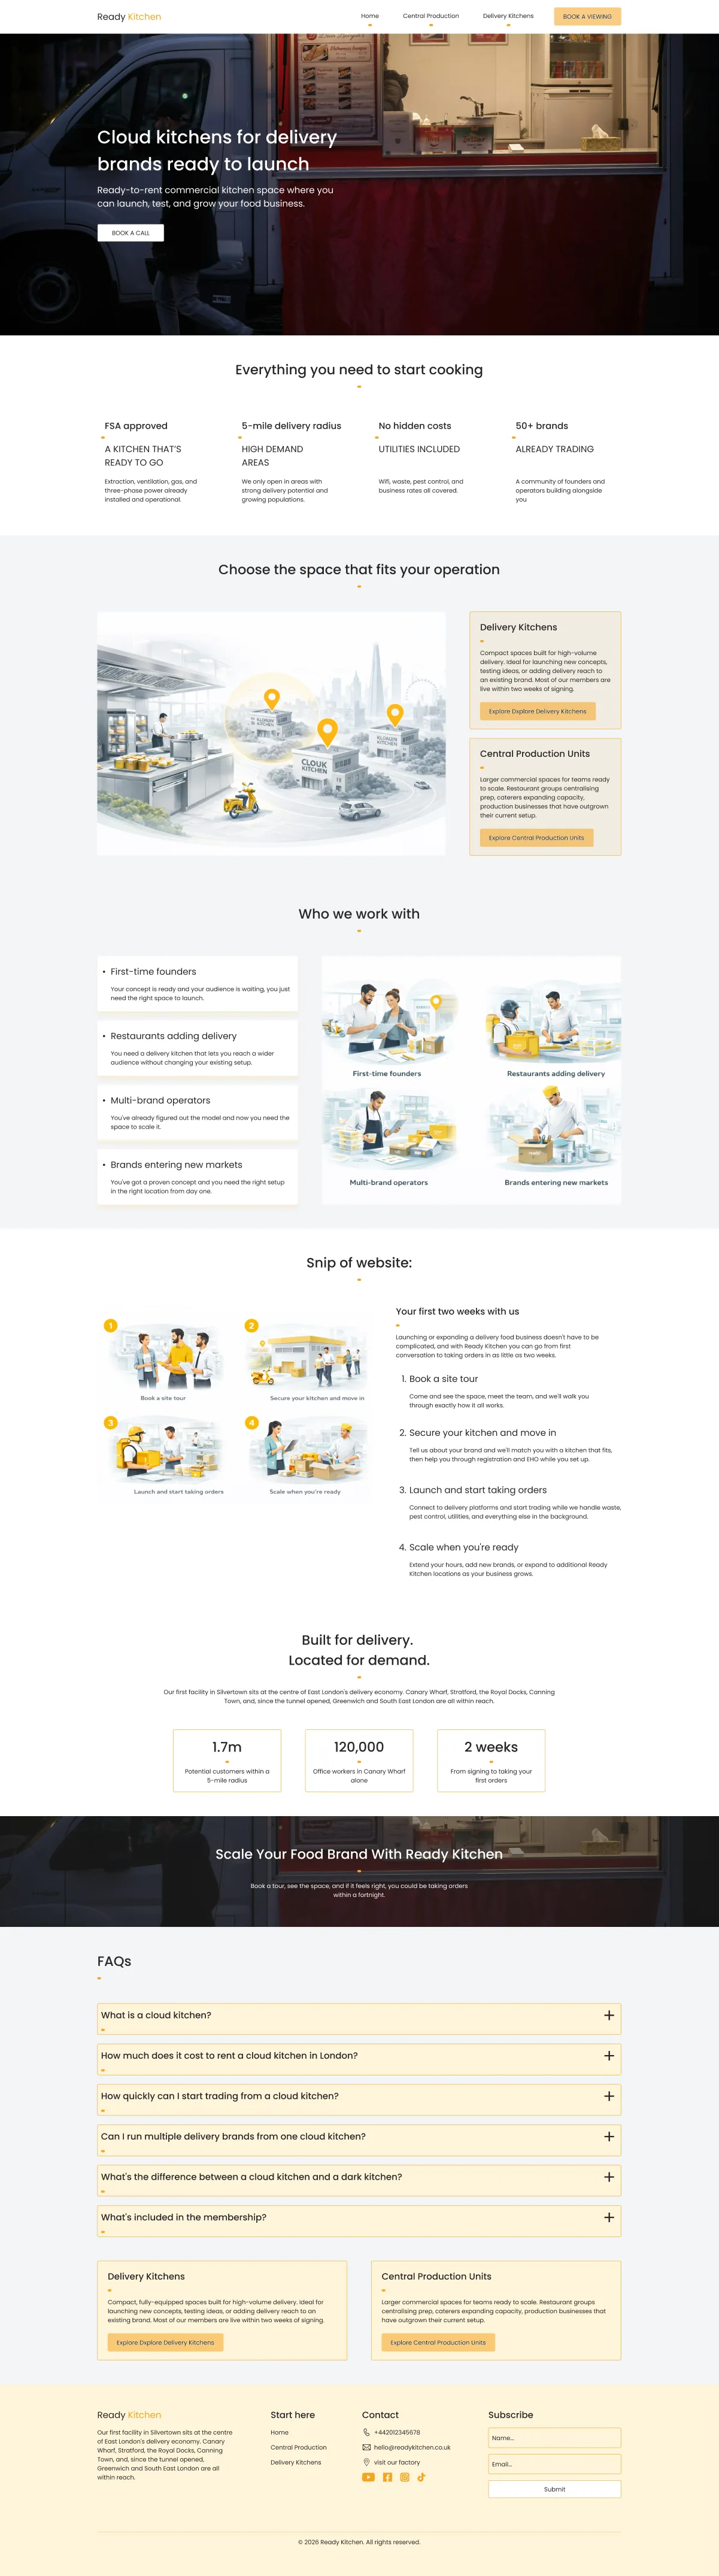 Ready Kitchen
Home
Central Production
Delivery Kitchens
BOOK A VIEWING
Cloud kitchens for delivery
brands ready to launch
Ready-to-rent commercial kitchen space where you
can launch, test, and grow your food business.
BOOK A CALL
Everything you need to start cooking
FSA approved
A KITCHEN THAT'S
READY TO GO
Extraction, ventilation, gas, and
three-phase power already
installed and operational.
5-mile delivery radius
HIGH DEMAND
AREAS
We only open in areas with
strong delivery potential and
growing populations.
No hidden costs
UTILITIES INCLUDED
Wifi, waste, pest control, and
business rates all covered.
50+ brands
ALREADY TRADING
A community of founders and
operators building alongside
you
Choose the space that fits your operation
CLOUK
KITCHEN
Delivery Kitchens
Compact spaces built for high-volume
delivery. Ideal for launching new concepts,
testing ideas, or adding delivery reach to
an existing brand. Most of our members are
live within two weeks of signing.
Explore Dxplore Delivery Kitchens
Central Production Units
Larger commercial spaces for teams ready
to scale. Restaurant groups centralising
prep, caterers expanding capacity,
production businesses that have outgrown
their current setup.
Explore Central Production Units
Who we work with
First-time founders
Your concept is ready and your audience is waiting, you just
need the right space to launch.
Restaurants adding delivery
You need a delivery kitchen that lets you reach a wider
audience without changing your existing setup.
Multi-brand operators
You've already figured out the model and now you need the
space to scale it.
Brands entering new markets
You've got a proven concept and you need the right setup
in the right location from day one.
First-time founders
Restaurants adding delivery
Multi-brand operators
Brands entering new markets
Snip of website:
1
Book a site tour
2
Secure your kitchen and move in
3
Launch and start taking orders
4
Scale when you're ready
Your first two weeks with us
Launching or expanding a delivery food business doesn't have to be
complicated, and with Ready Kitchen you can go from first
conversation to taking orders in as little as two weeks.
1. Book a site tour
Come and see the space, meet the team, and we'll walk you
through exactly how it all works.
2. Secure your kitchen and move in
Tell us about your brand and we'll match you with a kitchen that fits,
then help you through registration and EHO while you set up.
3. Launch and start taking orders
Connect to delivery platforms and start trading while we handle waste,
pest control, utilities, and everything else in the background.
4. Scale when you're ready
Extend your hours, add new brands, or expand to additional Ready
Kitchen locations as your business grows.
Built for delivery.
Located for demand.
Our first facility in Silvertown sits at the centre of East London's delivery economy. Canary Wharf, Stratford, the Royal Docks, Canning
Town, and, since the tunnel opened, Greenwich and South East London are all within reach.
1.7m
Potential customers within a
5-mile radius
120,000
Office workers in Canary Wharf
alone
2 weeks
From signing to taking your
first orders
Scale Your Food Brand With Ready Kitchen
Book a tour, see the space, and if it feels right, you could be taking orders
within a fortnight.
FAQs
What is a cloud kitchen?
How much does it cost to rent a cloud kitchen in London?
How quickly can I start trading from a cloud kitchen?
Can I run multiple delivery brands from one cloud kitchen?
What's the difference between a cloud kitchen and a dark kitchen?
What's included in the membership?
Delivery Kitchens
Compact, fully-equipped spaces built for high-volume delivery. Ideal for
launching new concepts, testing ideas, or adding delivery reach to an
existing brand. Most of our members are live within two weeks of signing.
Explore Dxplore Delivery Kitchens
Central Production Units
Larger commercial spaces for teams ready to scale. Restaurant groups
centralising prep, caterers expanding capacity, production businesses that
have outgrown their current setup.
Explore Central Production Units
Ready Kitchen
Our first facility in Silvertown sits at the centre
of East London's delivery economy. Canary
Wharf, Stratford, the Royal Docks, Canning
Town, and, since the tunnel opened,
Greenwich and South East London are all
within reach.
Start here
Home
Central Production
Delivery Kitchens
Contact
+442012345678
hello@readykitchen.co.uk
visit our factory
Subscribe
Name...
Email...
Submit
© 2026 Ready Kitchen. All rights reserved.